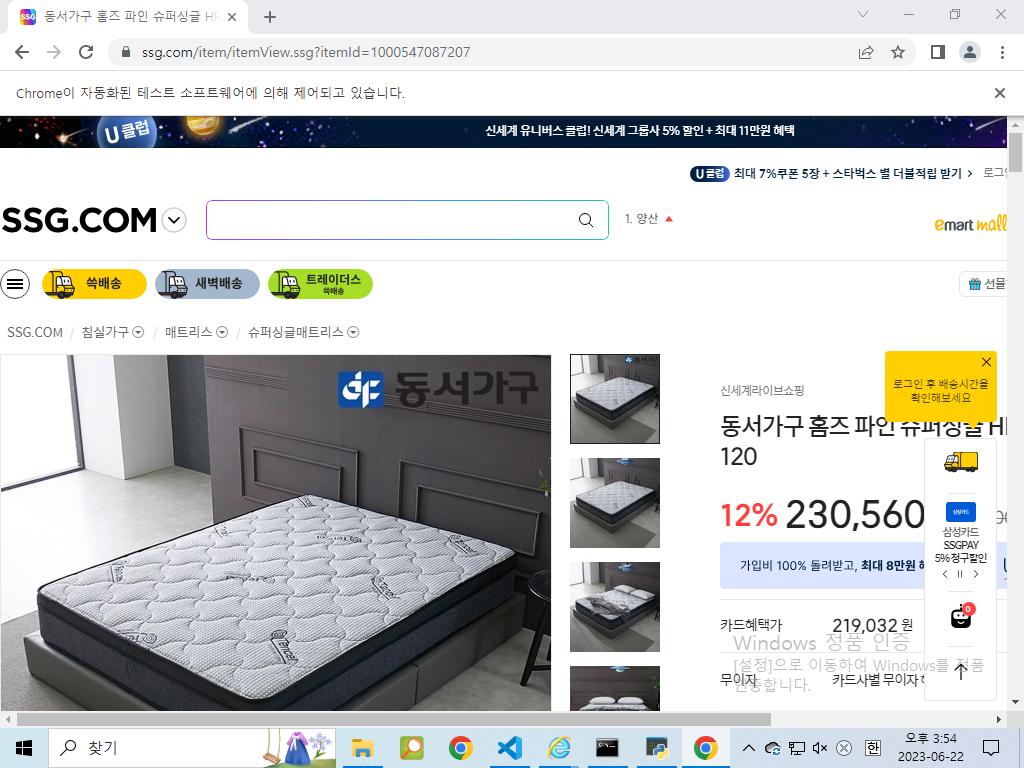 동서가구 홈즈 파인 슈퍼싱글 HR
ssg.com/item/itemView.ssg?itemId=1000547087207
Chrome이 자동화된 테스트 소프트웨어에 의해 제어되고 있습니다.
U 클럽
신세계 유니버스 클럽! 신세계 그룹사 5% 할인 + 최대 11만원 혜택
U 클럽 최대 7%쿠폰 5장 + 스타벅스 별 더블적립 받기 >
로그인
SSG.COM
1. 양산
emart mall
쓱배송
새벽배송
트레이더스
쓱배송
선물
SSG.COM / 침실가구 / 매트리스 / 슈퍼싱글매트리스
동서가구
신세계라이브쇼핑
로그인 후 배송시간을
확인해보세요
동서가구 홈즈 파인 슈퍼싱글
120
12% 230,560
삼성카드
삼성카드
SSGPAY
5% 청구할인
가입비 100% 돌려받고, 최대 8만원
카드혜택가 219,032 원
0
Windows 정품 인증
[설정]으로 이동하여 Windows를 정품
인증합니다.
무이자 카드사별 무이자
찾기
오후 3:54
2023-06-22
한